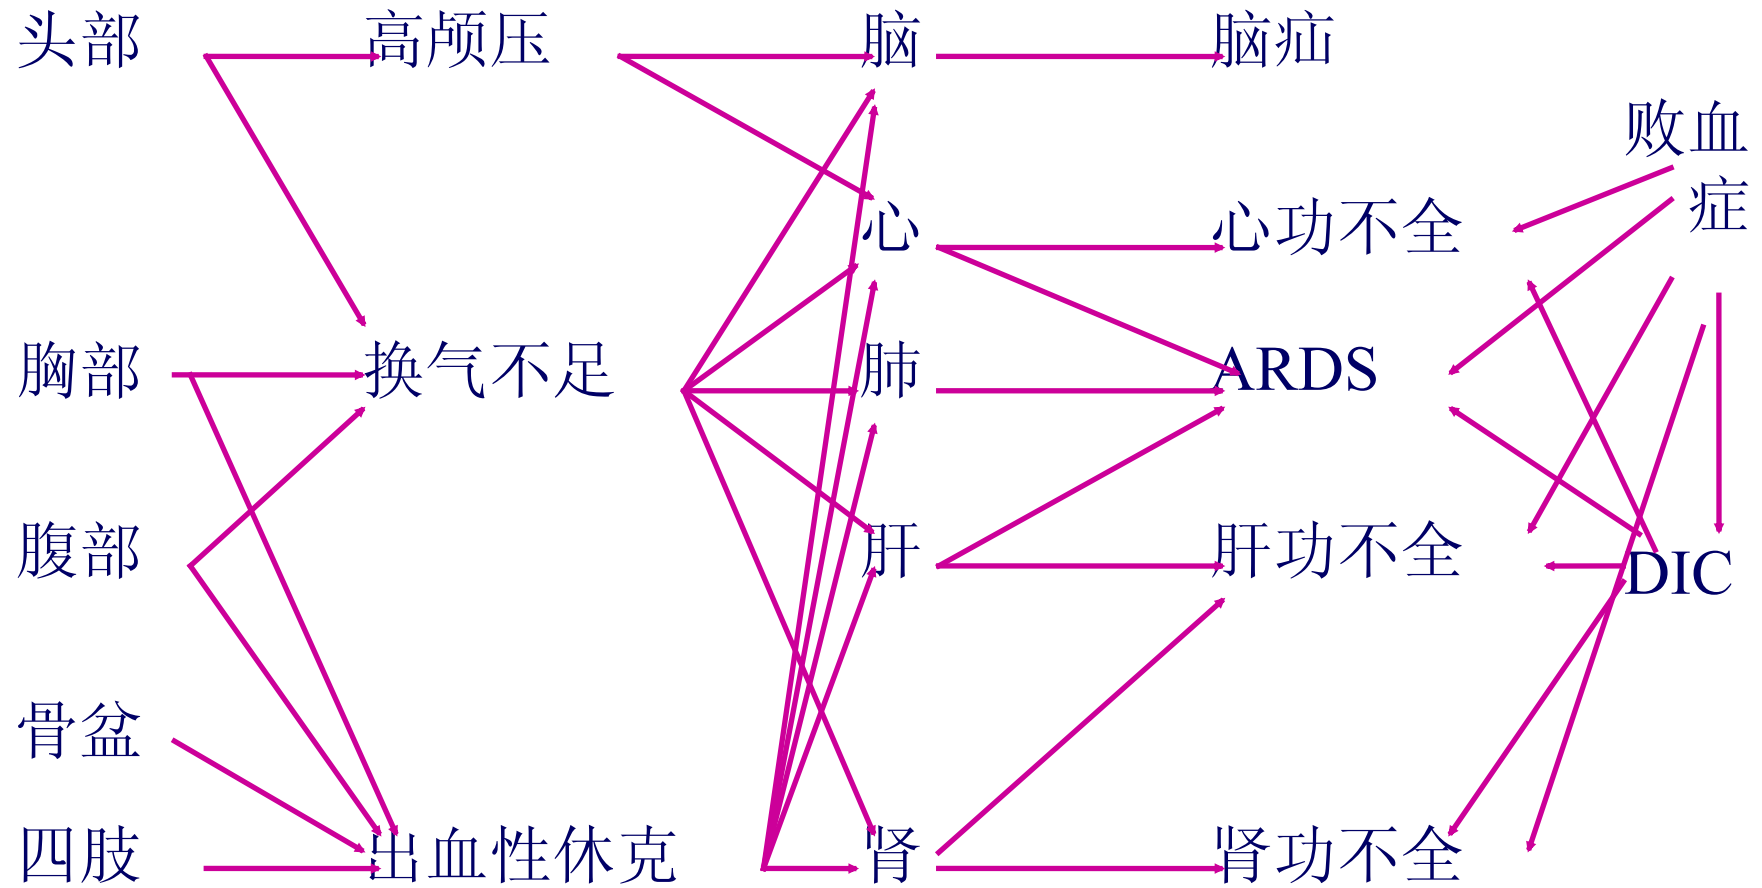 头部 高颅压 脑 脑疝
败血
症
心 心功不全
胸部 换气不足 肺 ARDS
腹部 肝 肝功不全 DIC
骨盆
四肢 出血性休克 肾 肾功不全